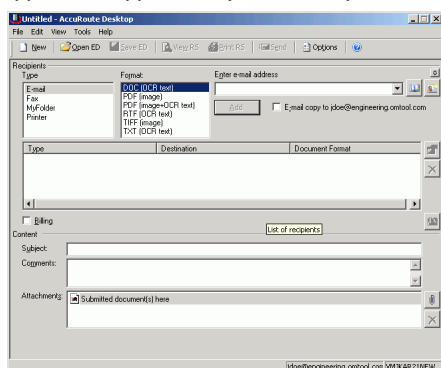 Untitled - AccuRoute Desktop
File Edit View Tools Help
New Open ED Save ED View RS Print RS Send Options
Recipients
Type Format: Enter e-mail address
E-mail
Fax
MyFolder
Printer
DOC (OCR text)
PDF (image)
PDF (image+OCR text)
RTF (OCR text)
TIFF (image)
TXT (OCR text)
Add E-mail copy to jdoe@engineering.omtool.com
Type Destination Document Format
Billing
List of recipients
Content
Subject:
Comments:
Attachments: Submitted document(s) here
jdoe@engineering.omtool.com VMJKAR21NEW